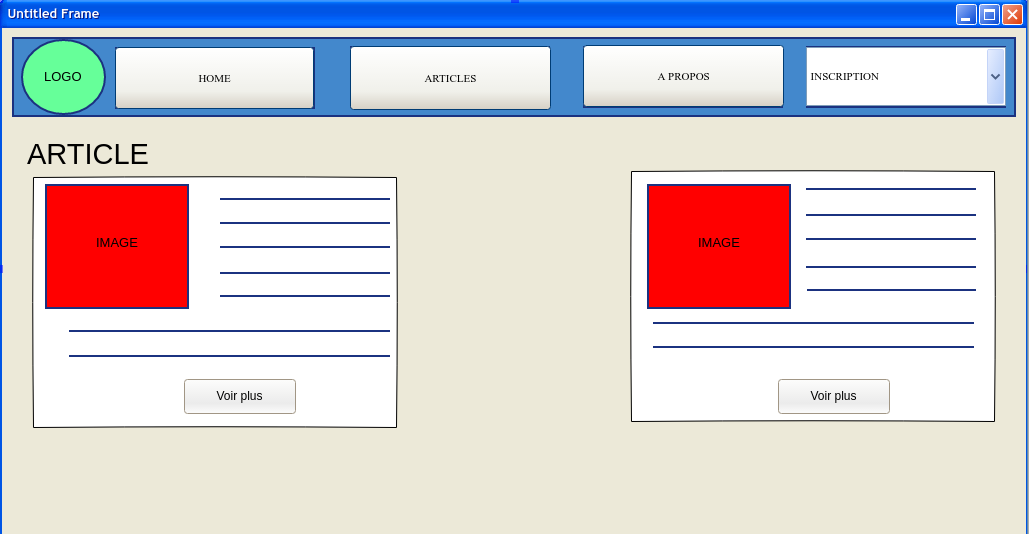 Untitled Frame
LOGO
HOME
ARTICLES
A PROPOS
INSCRIPTION
ARTICLE
IMAGE
IMAGE
Voir plus
Voir plus